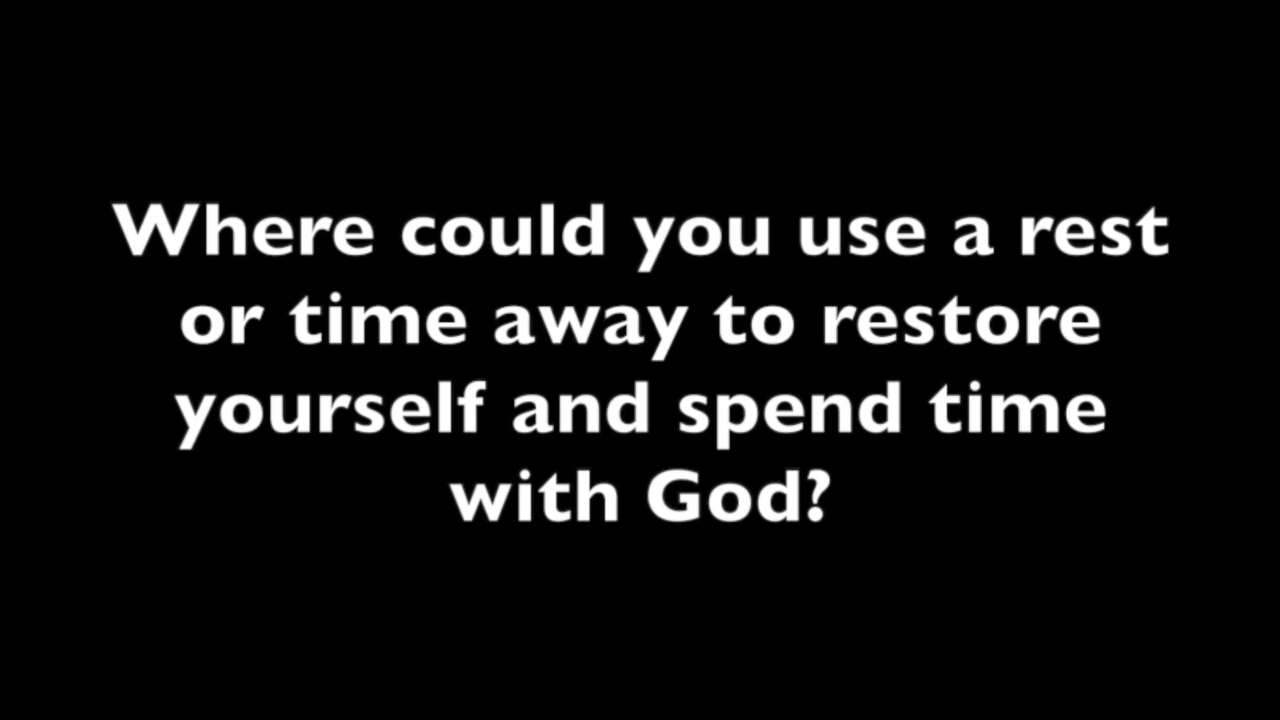 Where could you use a rest
or time away to restore
yourself and spend time
with God?